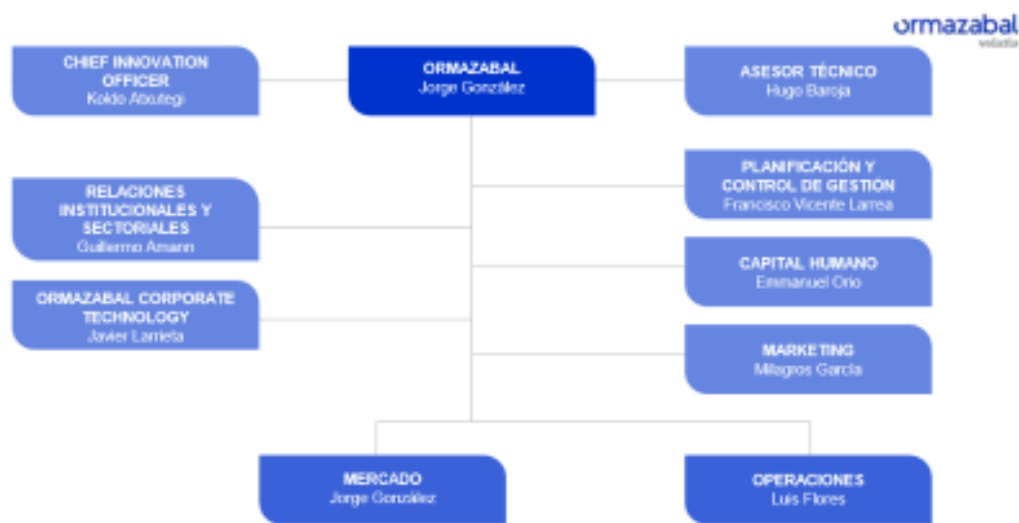 ormazabal
velatia
CHIEF INNOVATION
OFFICER
Koldo Atxutegi
ORMAZABAL
Jorge González
ASESOR TÉCNICO
Hugo Baroja
RELACIONES
INSTITUCIONALES Y
SECTORIALES
Guillermo Amann
PLANIFICACIÓN Y
CONTROL DE GESTIÓN
Francisco Vicente Larrea
CAPITAL HUMANO
Emmanuel Orio
ORMAZABAL CORPORATE
TECHNOLOGY
Javier Larrieta
MARKETING
Milagros García
MERCADO
Jorge González
OPERACIONES
Luis Flores